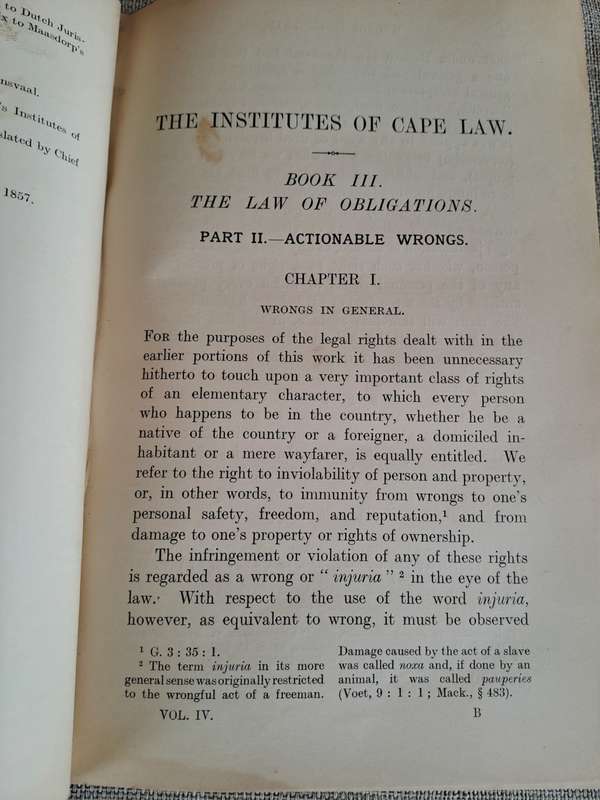 to Dutch Juris-
x to Maasdorp's
nsvaal.
's Institutes of
slated by Chief
1857.
THE INSTITUTES OF CAPE LAW.
BOOK III.
THE LAW OF OBLIGATIONS.
PART II.—ACTIONABLE WRONGS.
CHAPTER I.
WRONGS IN GENERAL.
FOR the purposes of the legal rights dealt with in the
earlier portions of this work it has been unnecessary
hitherto to touch upon a very important class of rights
of an elementary character, to which every person
who happens to be in the country, whether he be a
native of the country or a foreigner, a domiciled in-
habitant or a mere wayfarer, is equally entitled. We
refer to the right to inviolability of person and property,
or, in other words, to immunity from wrongs to one's
personal safety, freedom, and reputation,¹ and from
damage to one's property or rights of ownership.
The infringement or violation of any of these rights
is regarded as a wrong or "injuria" ² in the eye of the
law. With respect to the use of the word injuria,
however, as equivalent to wrong, it must be observed
¹ G. 3 : 35 : 1.
² The term injuria in its more
general sense was originally restricted
to the wrongful act of a freeman.
Damage caused by the act of a slave
was called noxa and, if done by an
animal, it was called pauperies
(Voet, 9 : 1 : 1 ; Mack., § 483).
VOL. IV.
B